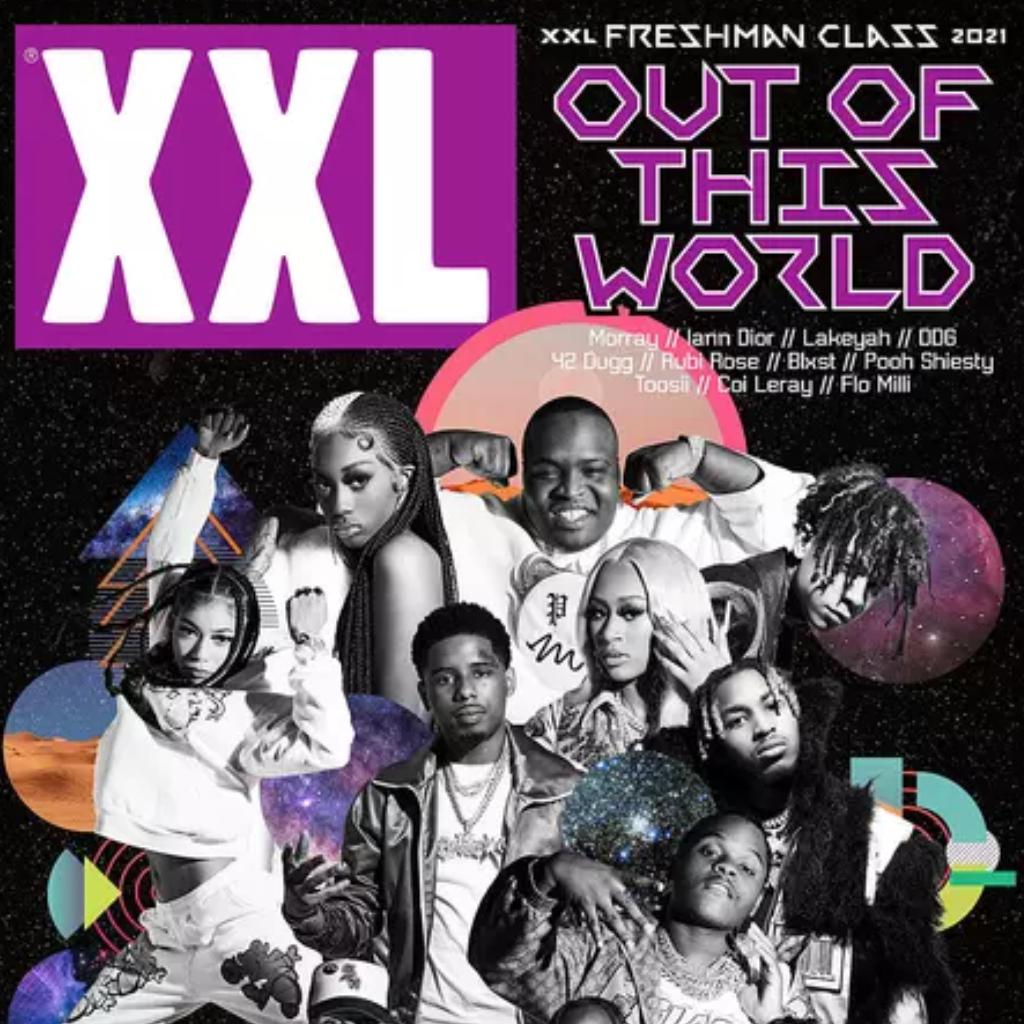 XXL
®
XXL FRESHMAN CLASS 2021
OUT OF
THIS
WORLD
Morray // Iann Dior // Lakeyah // DDG
42 Dugg // Rubi Rose // Blxst // Pooh Shiesty
Toosii // Coi Leray // Flo Milli